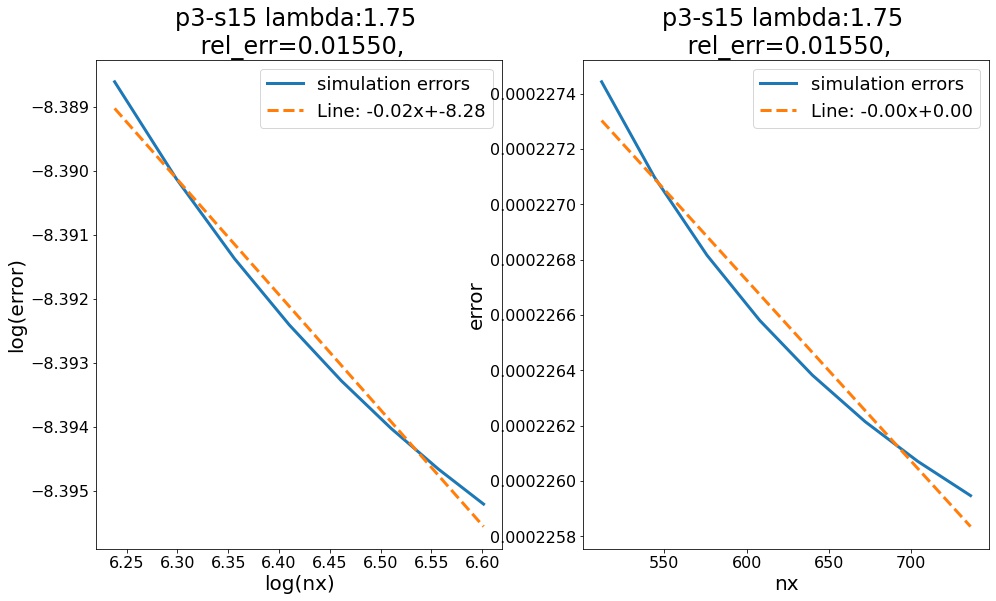 p3-s15 lambda:1.75
rel_err=0.01550,
simulation errors
Line: -0.02x+-8.28
−8.389
−8.390
−8.391
−8.392
−8.393
−8.394
−8.395
log(error)
6.25 6.30 6.35 6.40 6.45 6.50 6.55 6.60
log(nx)
p3-s15 lambda:1.75
rel_err=0.01550,
simulation errors
Line: -0.00x+0.00
0.0002274
0.0002272
0.0002270
0.0002268
0.0002266
0.0002264
0.0002262
0.0002260
0.0002258
error
550 600 650 700
nx